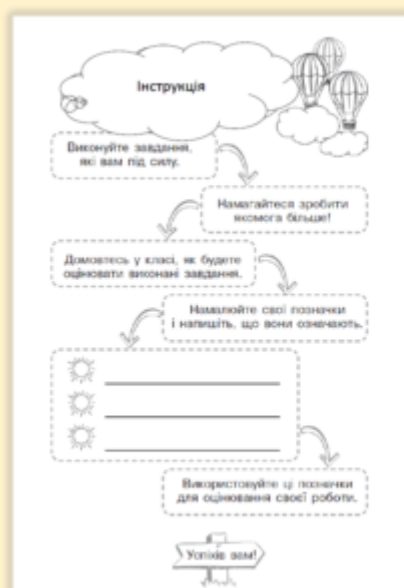 Інструкція
Виконуйте завдання,
які вам під силу.
Намагайтеся зробити
якомога більше!
Домовтесь у класі, як будете
оцінювати виконані завдання.
Намалюйте свої позначки
і напишіть, що вони означають.
Використовуйте ці позначки
для оцінювання своєї роботи.
Успіхів вам!